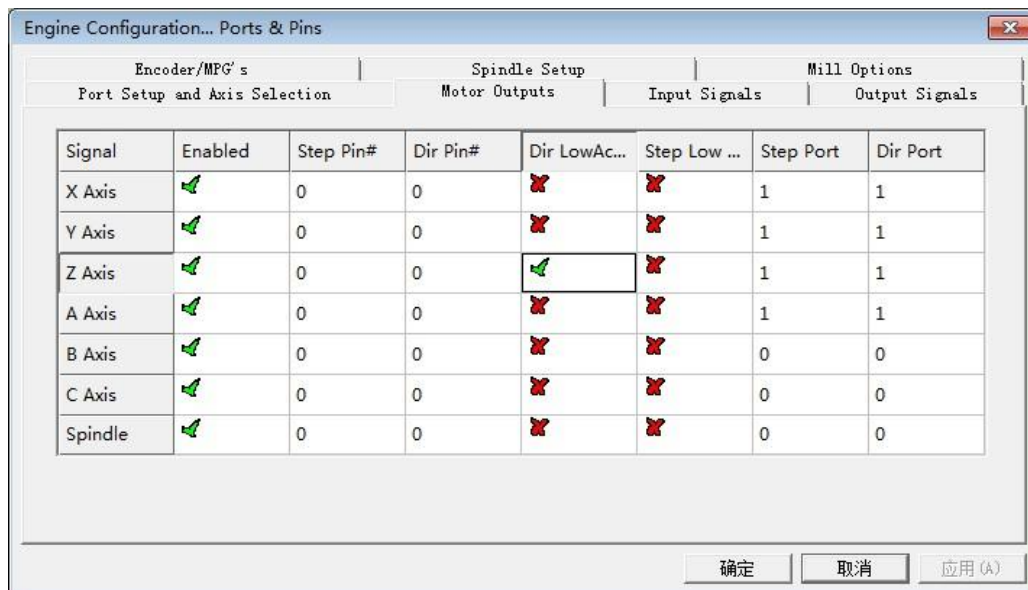 Engine Configuration... Ports & Pins
Encoder/MPG's Spindle Setup Mill Options
Port Setup and Axis Selection Motor Outputs Input Signals Output Signals
Signal Enabled Step Pin# Dir Pin# Dir LowAc... Step Low ... Step Port Dir Port
X Axis 0 0 1 1
Y Axis 0 0 1 1
Z Axis 0 0 1 1
A Axis 0 0 1 1
B Axis 0 0 0 0
C Axis 0 0 0 0
Spindle 0 0 0 0
确定 取消 应用(A)